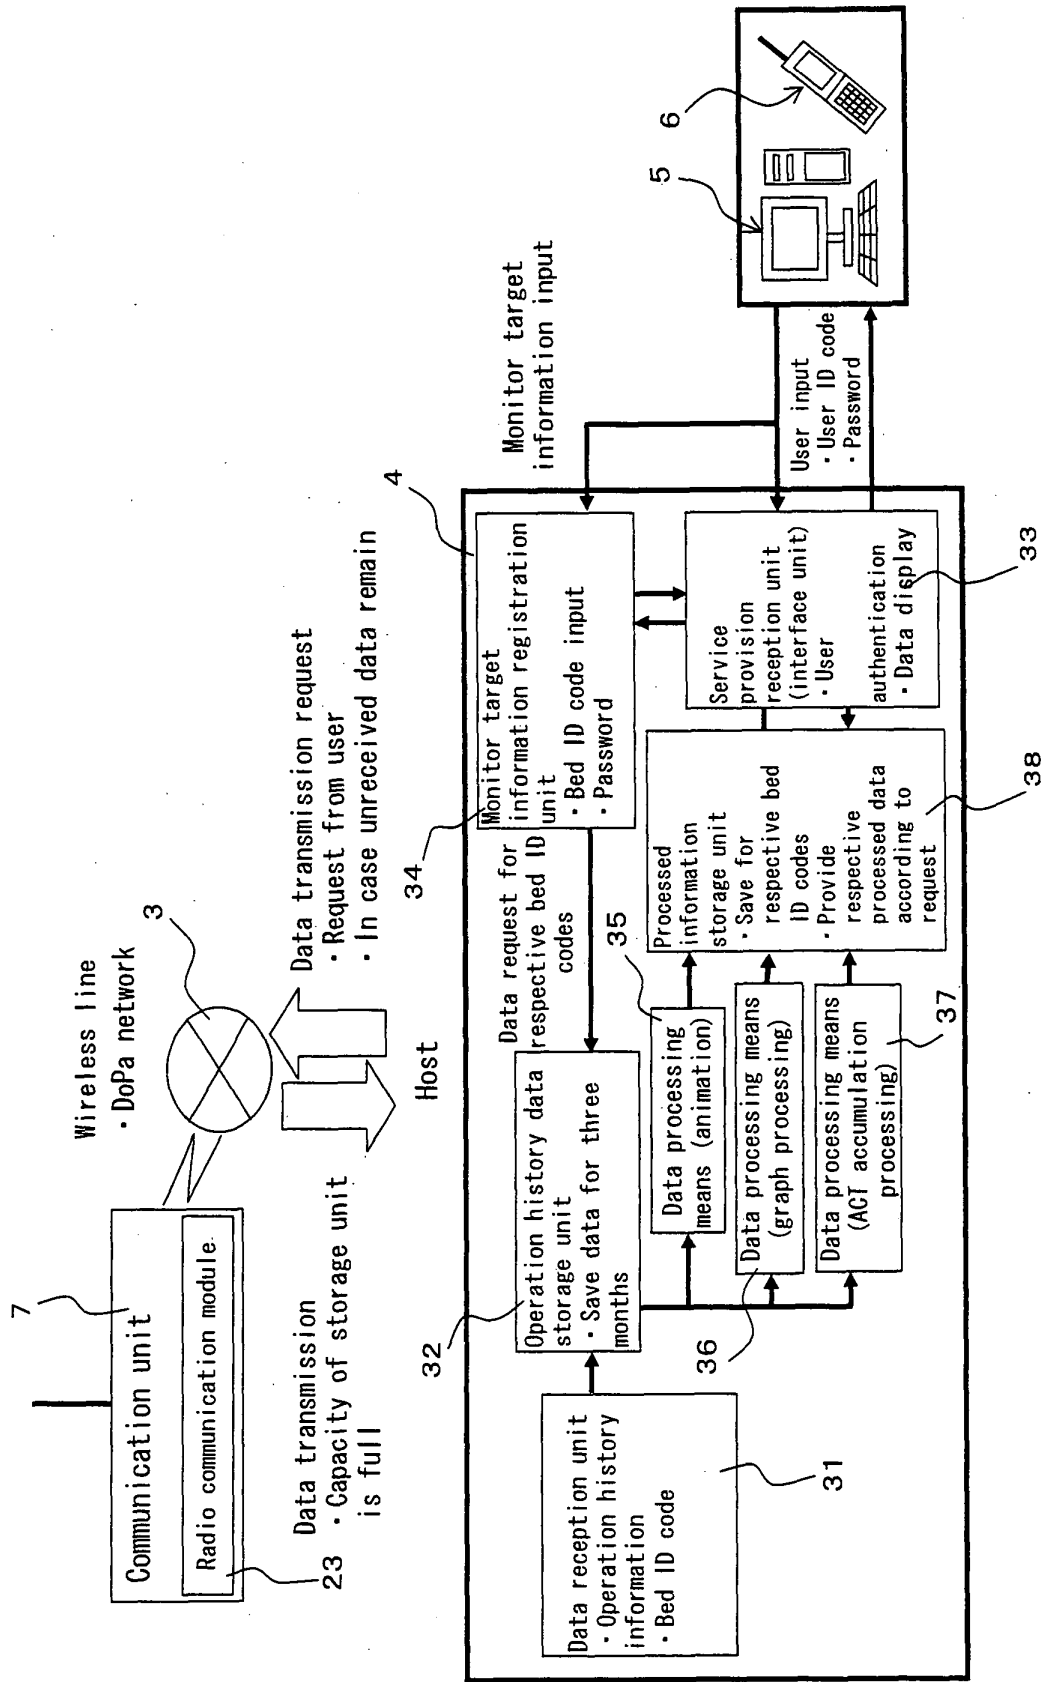 7
Communication unit
Radio communication module
23
Wireless line
・DoPa network
3
Data transmission
・Capacity of storage unit
is full
Host
Data transmission request
・Request from user
・In case unreceived data remain
4
Monitor target
information input
34
Monitor target
information registration
unit
・Bed ID code input
・Password
Data request for
respective bed ID
codes
32
Operation history data
storage unit
・Save data for three
months
Data reception unit
・Operation history
information
・Bed ID code
31
35
Data processing
means (animation)
36
Data processing means
(graph processing)
Data processing means
(ACT accumulation
processing)
37
Processed
information
storage unit
・Save for
respective bed
ID codes
・Provide
respective
processed data
according to
request
38
Service
provision
reception unit
(interface unit)
・User
authentication
・Data display
33
User input
・User ID code
・Password
5
6